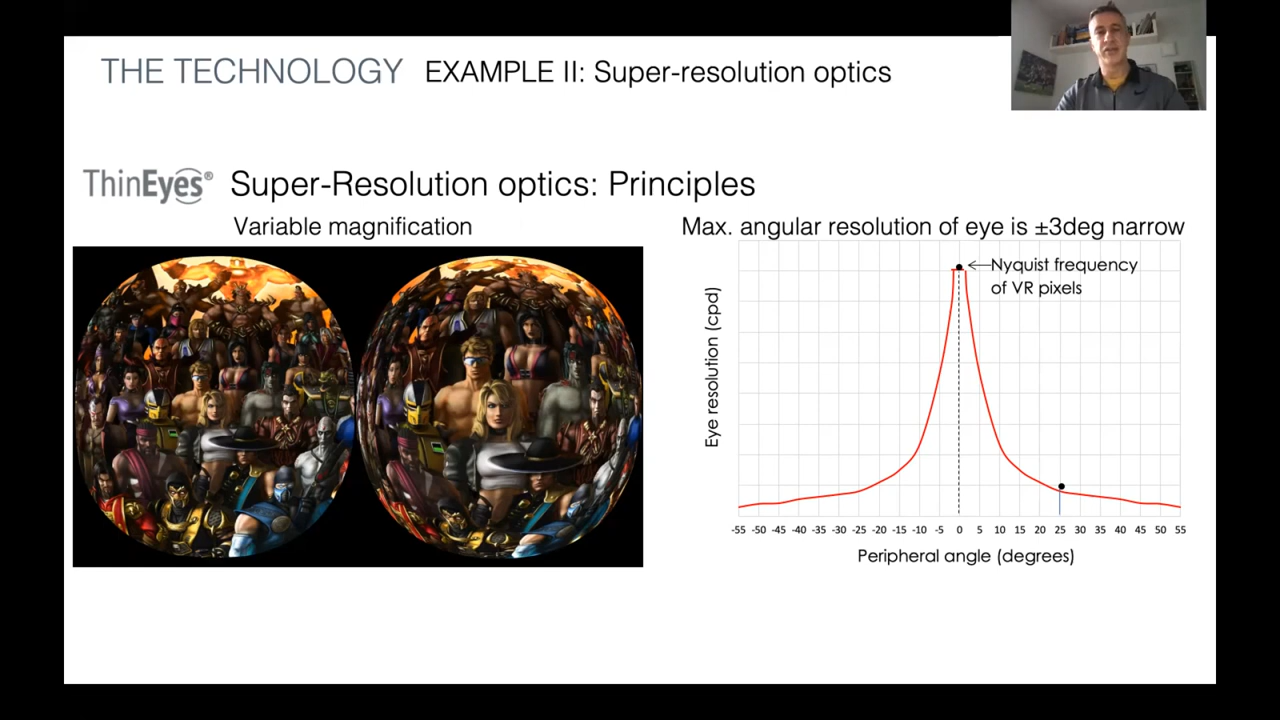 THE TECHNOLOGY EXAMPLE II: Super-resolution optics
ThinEyes® Super-Resolution optics: Principles
Variable magnification
Max. angular resolution of eye is ±3deg narrow
Nyquist frequency
of VR pixels
Eye resolution (cpd)
-55 -50 -45 -40 -35 -30 -25 -20 -15 -10 -5 0 5 10 15 20 25 30 35 40 45 50 55
Peripheral angle (degrees)